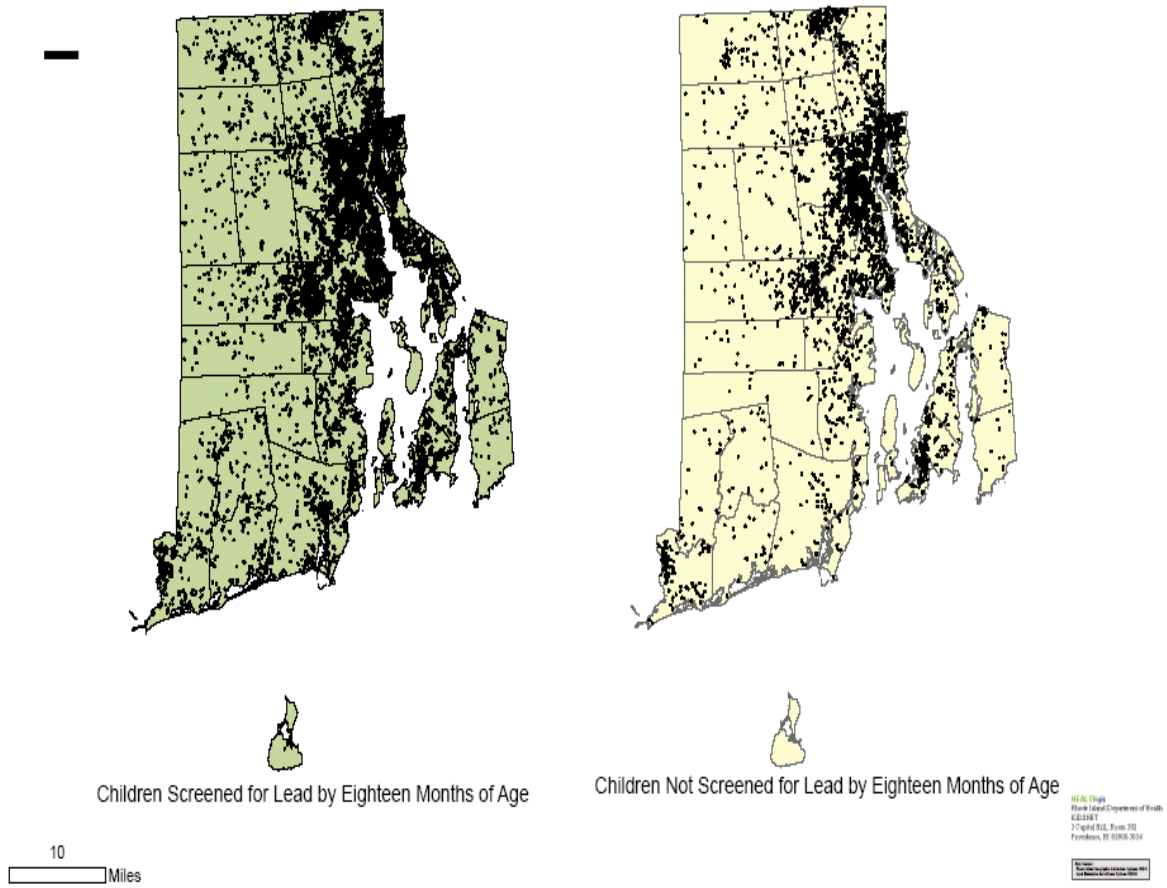 Children Screened for Lead by Eighteen Months of Age
Children Not Screened for Lead by Eighteen Months of Age
10
Miles
HEALTHgis
Rhode Island Department of Health
KIDSNET
3 Capitol Hill, Room 302
Providence, RI 02908-5034